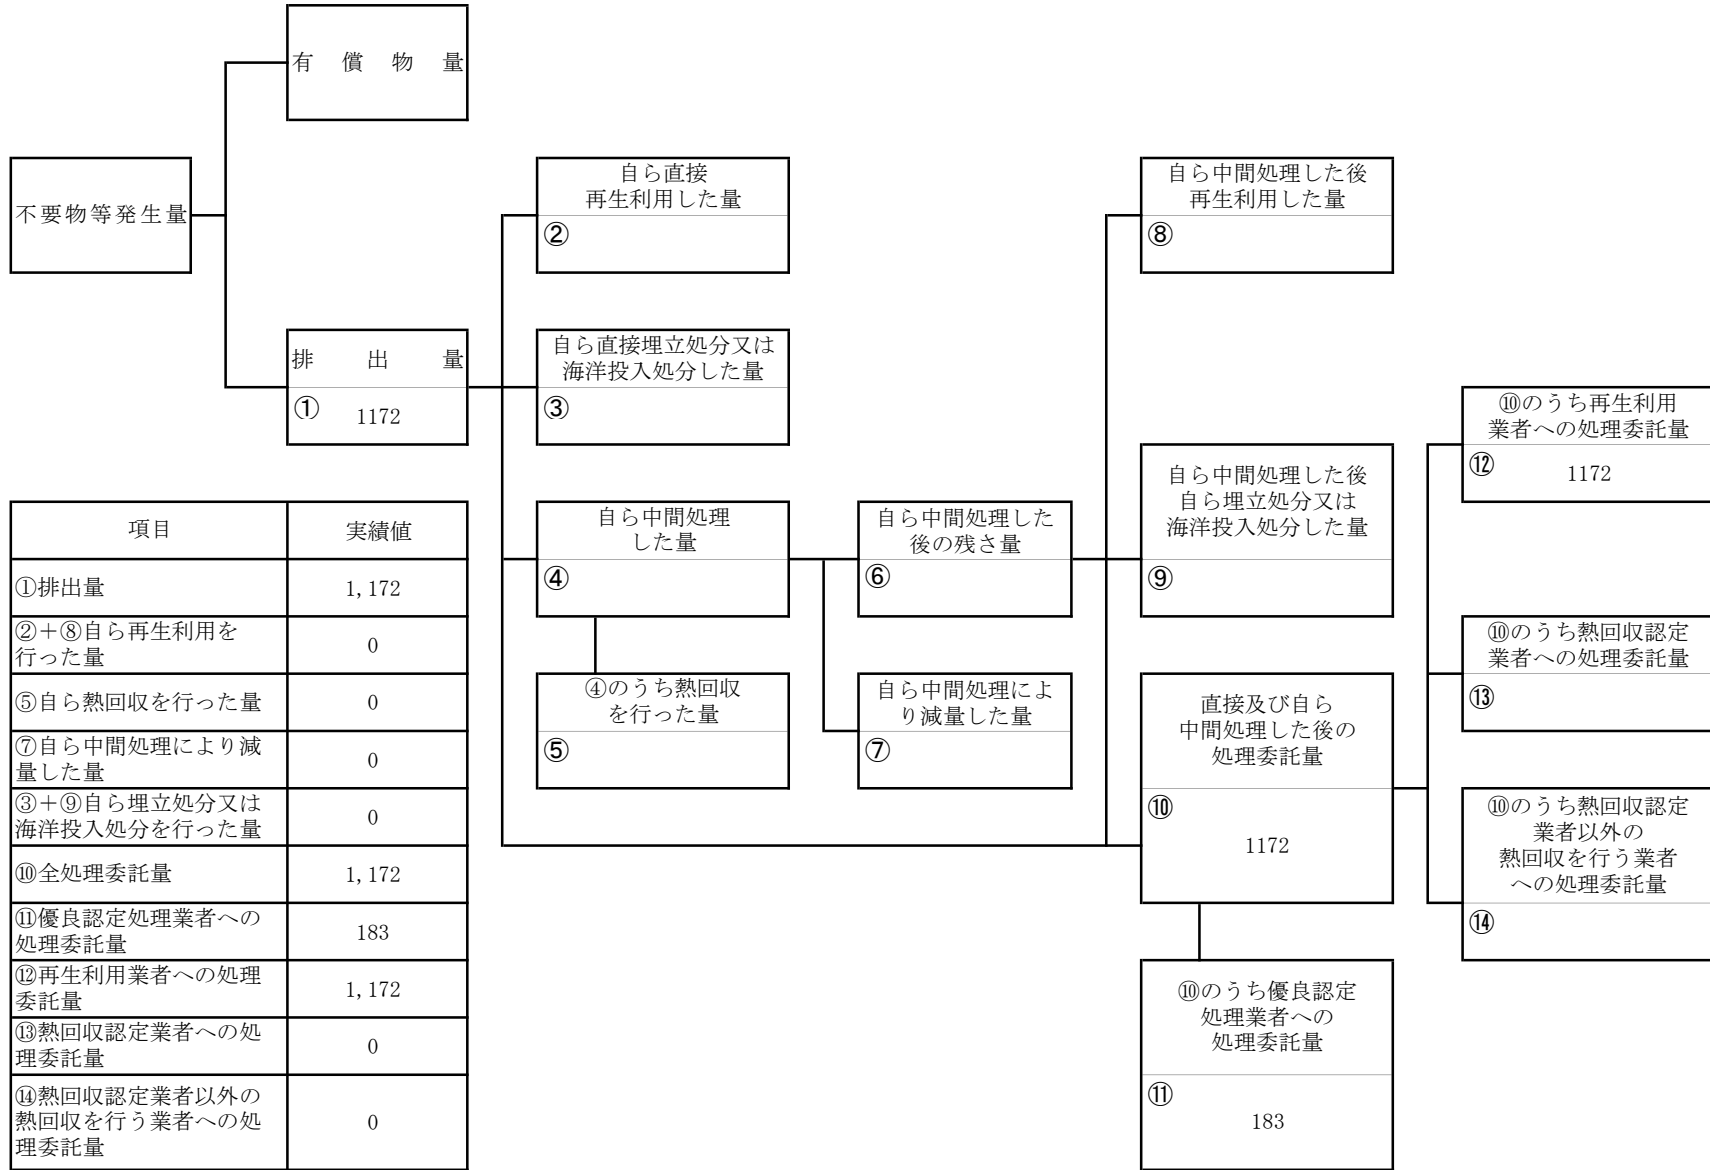 有償物量
不要物等発生量
自ら直接
再生利用した量
②
自ら中間処理した後
再生利用した量
⑧
排出量
① 1172
自ら直接埋立処分又は
海洋投入処分した量
③
⑩のうち再生利用
業者への処理委託量
⑫ 1172
自ら中間処理
した量
④
自ら中間処理した
後の残さ量
⑥
自ら中間処理した後
自ら埋立処分又は
海洋投入処分した量
⑨
⑩のうち熱回収認定
業者への処理委託量
⑬
④のうち熱回収
を行った量
⑤
自ら中間処理によ
り減量した量
⑦
直接及び自ら
中間処理した後の
処理委託量
⑩
1172
⑩のうち熱回収認定
業者以外の
熱回収を行う業者
への処理委託量
⑭
⑩のうち優良認定
処理業者への
処理委託量
⑪
183
項目 実績値
①排出量 1,172
②+⑧自ら再生利用を
行った量 0
⑤自ら熱回収を行った量 0
⑦自ら中間処理により減
量した量 0
③+⑨自ら埋立処分又は
海洋投入処分を行った量 0
⑩全処理委託量 1,172
⑪優良認定処理業者への
処理委託量 183
⑫再生利用業者への処理
委託量 1,172
⑬熱回収認定業者への処
理委託量 0
⑭熱回収認定業者以外の
熱回収を行う業者への処
理委託量 0